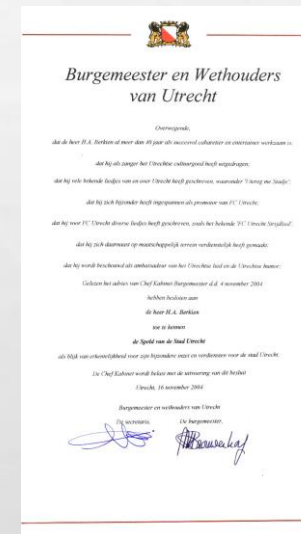 Burgemeester en Wethouders
van Utrecht
Overwegende,
dat de heer H.A. Berkien al meer dan 40 jaar als succesvol cabaretier en entertainer werkzaam is;
dat hij als zanger het Utrechtse cultuurgoed heeft uitgedragen;
dat hij vele bekende liedjes van en over Utrecht heeft geschreven, waaronder 'Utereg me Stadje';
dat hij zich bijzonder heeft ingespannen als promotor van FC Utrecht;
dat hij voor FC Utrecht diverse liedjes heeft geschreven, zoals het bekende 'FC Utrecht Strijdlied';
dat hij zich daarnaast op maatschappelijk terrein verdienstelijk heeft gemaakt;
dat hij wordt beschouwd als ambassadeur van het Utrechtse lied en de Utrechtse humor;
Gelezen het advies van Chef Kabinet Burgemeester d.d. 4 november 2004
hebben besloten aan
de heer H.A. Berkien
toe te kennen
de Speld van de Stad Utrecht
als blijk van erkentelijkheid voor zijn bijzondere inzet en verdiensten voor de stad Utrecht.
De Chef Kabinet wordt belast met de uitvoering van dit besluit
Utrecht, 16 november 2004
Burgemeester en wethouders van Utrecht
De secretaris, De burgemeester,